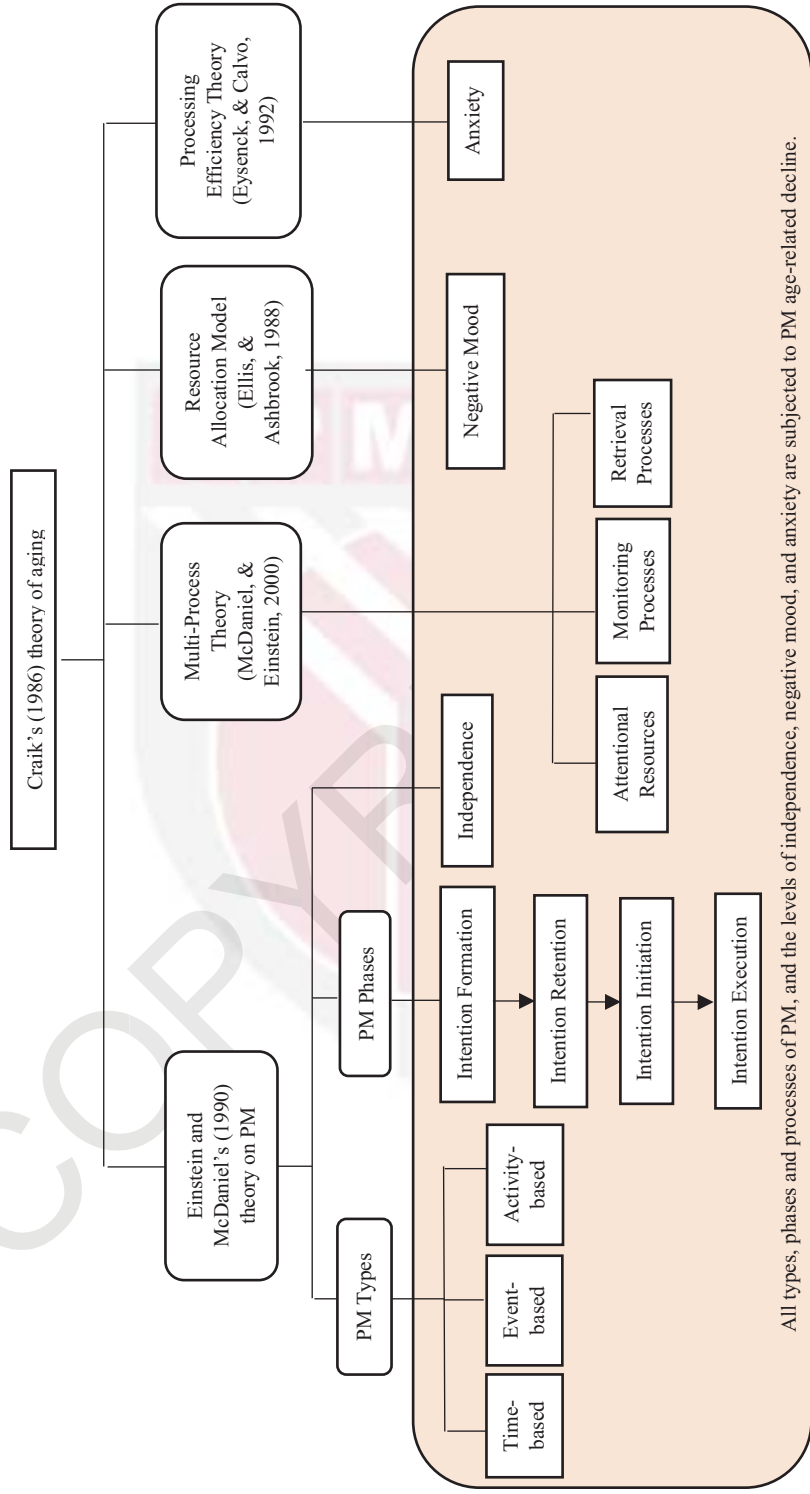 Craik’s (1986) theory of aging
Einstein and
McDaniel’s (1990)
theory on PM
Multi-Process
Theory
(McDaniel, &
Einstein, 2000)
Resource
Allocation Model
(Ellis, &
Ashbrook, 1988)
Processing
Efficiency Theory
(Eysenck, & Calvo,
1992)
PM Types
PM Phases
Time-
based
Event-
based
Activity-
based
Intention Formation
Intention Retention
Intention Initiation
Intention Execution
Independence
Attentional
Resources
Monitoring
Processes
Retrieval
Processes
Negative Mood
Anxiety
All types, phases and processes of PM, and the levels of independence, negative mood, and anxiety are subjected to PM age-related decline.